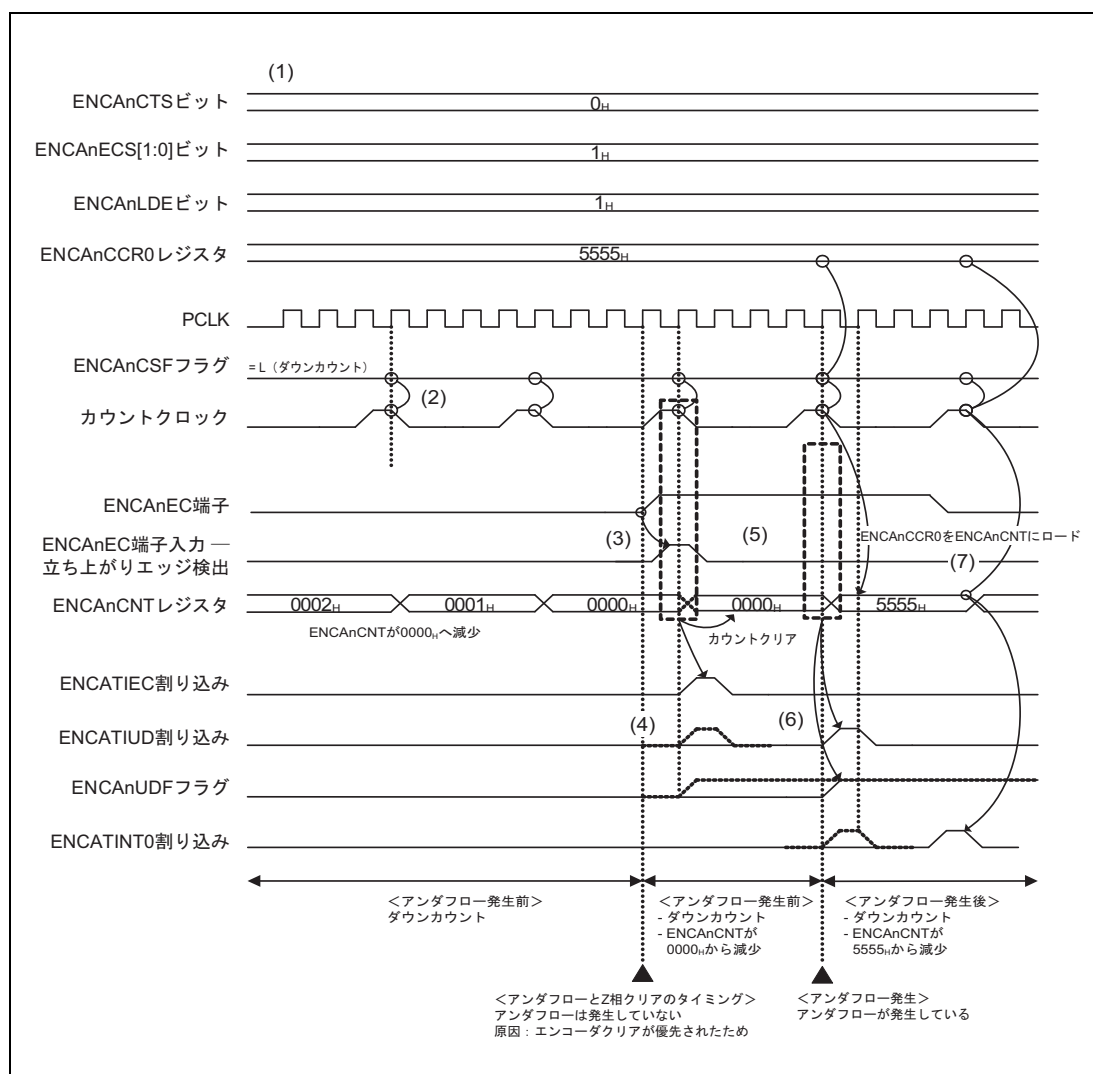 (1)
ENCAnCTSビット
0H
ENCAnECS[1:0]ビット
1H
ENCAnLDEビット
1H
ENCAnCCR0レジスタ
5555H
PCLK
ENCAnCSFフラグ
= L（ダウンカウント）
(2)
カウントクロック
ENCAnEC端子
(3)
(5)
ENCAnCCR0をENCAnCNTにロード
ENCAnEC端子入力 ―
立ち上がりエッジ検出
(7)
ENCAnCNTレジスタ
0002H
0001H
0000H
0000H
5555H
ENCAnCNTが0000Hへ減少
カウントクリア
ENCATIEC割り込み
(4)
(6)
ENCATIUD割り込み
ENCAnUDFフラグ
ENCATINT0割り込み
＜アンダフロー発生前＞
ダウンカウント
＜アンダフロー発生前＞
- ダウンカウント
- ENCAnCNTが
0000Hから減少
＜アンダフロー発生後＞
- ダウンカウント
- ENCAnCNTが
5555Hから減少
＜アンダフローとZ相クリアのタイミング＞
アンダフローは発生していない
原因：エンコーダクリアが優先されたため
＜アンダフロー発生＞
アンダフローが発生している